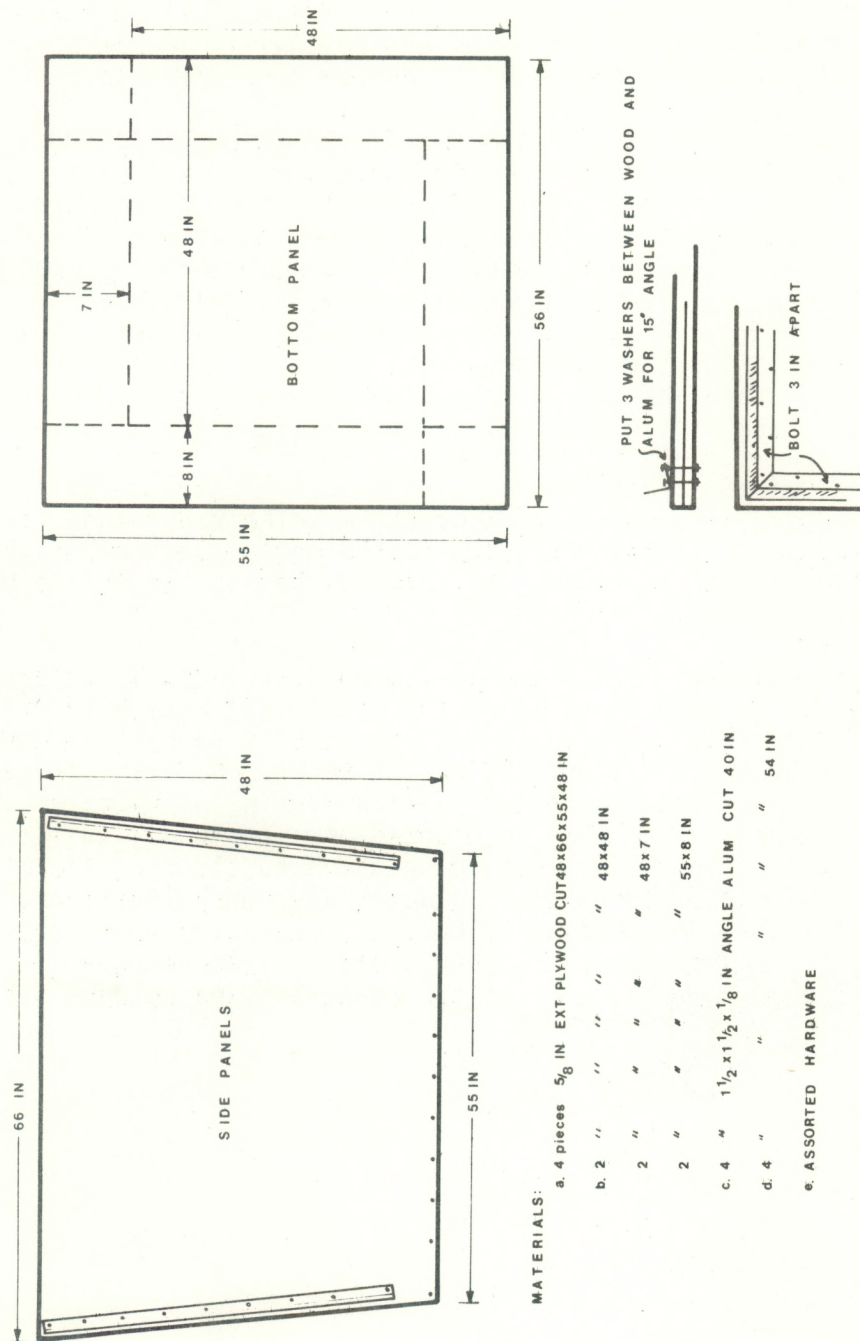 66 IN
48 IN
SIDE PANELS
55 IN
MATERIALS:
a. 4 pieces 5/8 IN EXT PLYWOOD CUT 48x66x55x48 IN
b. 2 " " " " " 48x48 IN
2 " " " " " 48x7 IN
2 " " " " " 55x8 IN
c. 4 " 1 1/2 x 1 1/2 x 1/8 IN ANGLE ALUM CUT 40 IN
d. 4 " " " " " 54 IN
e. ASSORTED HARDWARE
7 IN
48 IN
8 IN
48 IN
BOTTOM PANEL
55 IN
56 IN
PUT 3 WASHERS BETWEEN WOOD AND
ALUM FOR 15° ANGLE
BOLT 3 IN APART